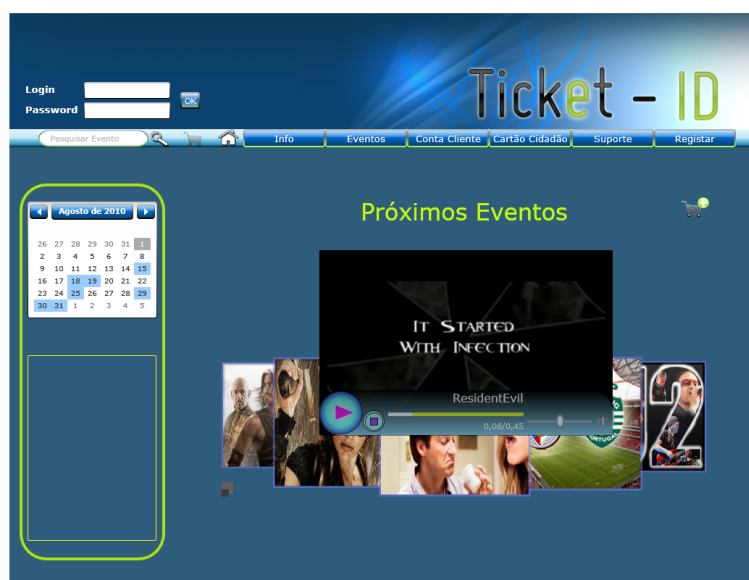 Ticket - ID
Login
Password
OK
Pesquisar Evento
Info
Eventos
Conta Cliente
Cartão Cidadão
Suporte
Registar
Próximos Eventos
Agosto de 2010
26 27 28 29 30 31 1
2 3 4 5 6 7 8
9 10 11 12 13 14 15
16 17 18 19 20 21 22
23 24 25 26 27 28 29
30 31 1 2 3 4 5
It Started
With Infection
ResidentEvil
0,08/0,45
PORTUGAL
2